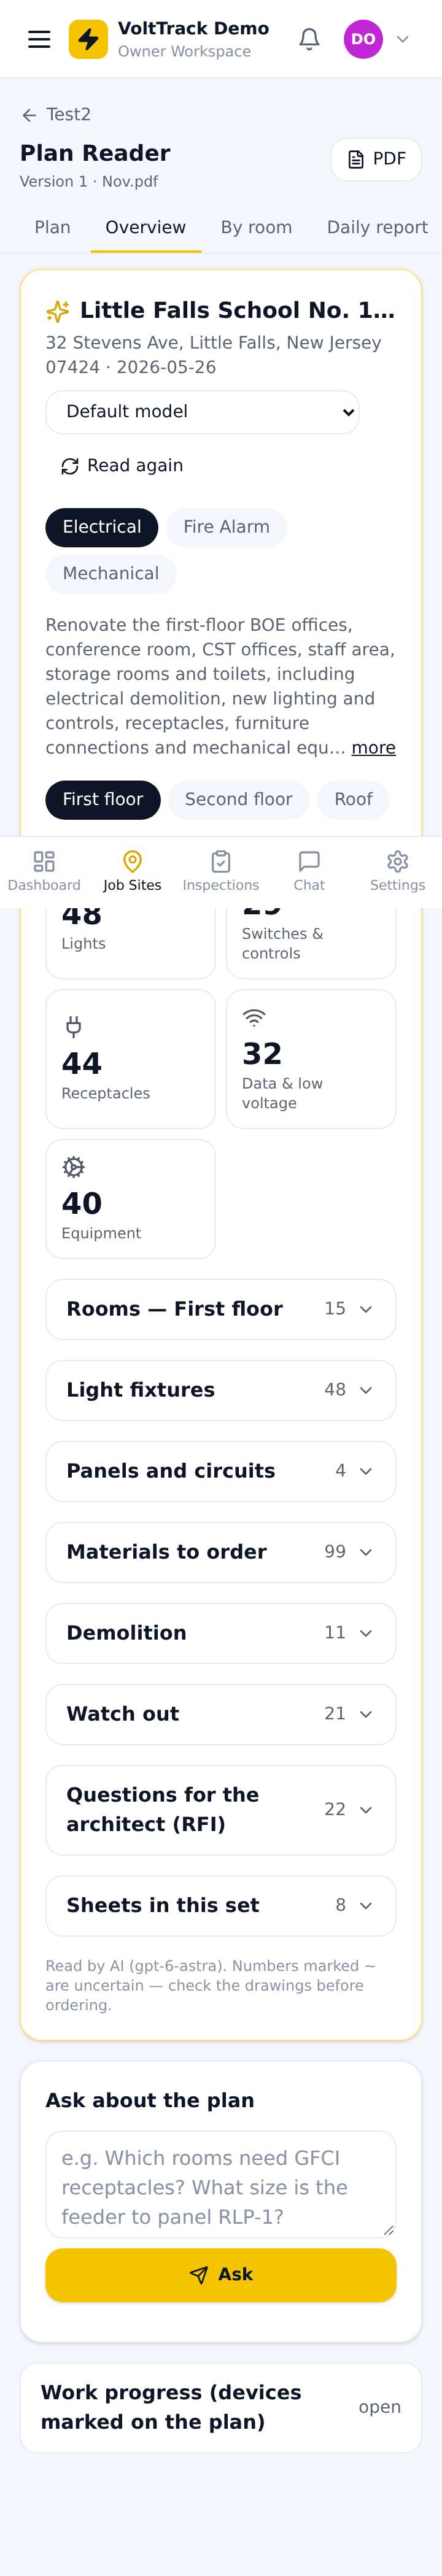 VoltTrack Demo
Owner Workspace
DO
Test2
Plan Reader
Version 1 · Nov.pdf
PDF
Plan
Overview
By room
Daily report
Little Falls School No. 1…
32 Stevens Ave, Little Falls, New Jersey
07424 · 2026-05-26
Default model
Read again
Electrical
Fire Alarm
Mechanical
Renovate the first-floor BOE offices,
conference room, CST offices, staff area,
storage rooms and toilets, including
electrical demolition, new lighting and
controls, receptacles, furniture
connections and mechanical equ… more
First floor
Second floor
Roof
Dashboard
Job Sites
Inspections
Chat
Settings
48
Lights
Switches &
controls
44
Receptacles
32
Data & low
voltage
40
Equipment
Rooms — First floor 15
Light fixtures 48
Panels and circuits 4
Materials to order 99
Demolition 11
Watch out 21
Questions for the
architect (RFI) 22
Sheets in this set 8
Read by AI (gpt-6-astra). Numbers marked ~
are uncertain — check the drawings before
ordering.
Ask about the plan
e.g. Which rooms need GFCI
receptacles? What size is the
feeder to panel RLP-1?
Ask
Work progress (devices
marked on the plan)
open